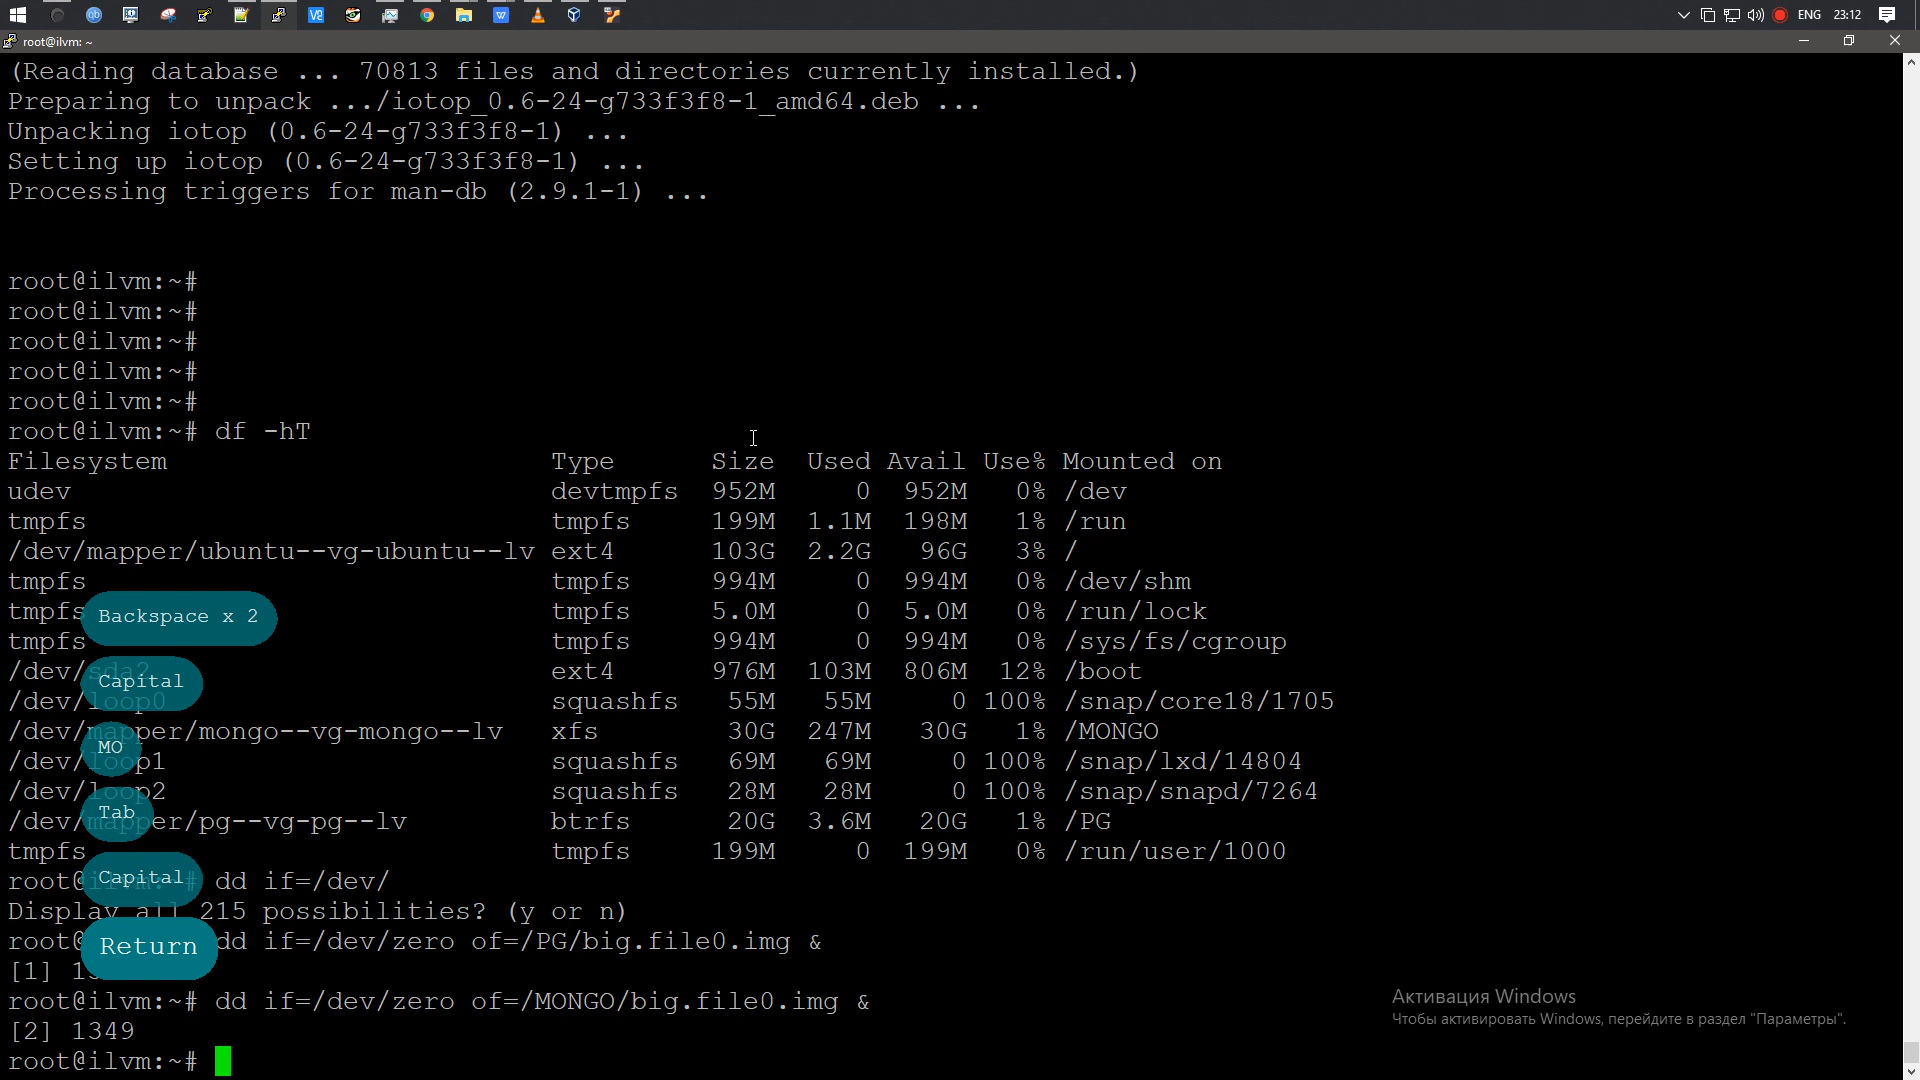 ENG 23:12
root@ilvm: ~
(Reading database ... 70813 files and directories currently installed.)
Preparing to unpack .../iotop_0.6-24-g733f3f8-1_amd64.deb ...
Unpacking iotop (0.6-24-g733f3f8-1) ...
Setting up iotop (0.6-24-g733f3f8-1) ...
Processing triggers for man-db (2.9.1-1) ...
root@ilvm:~#
root@ilvm:~#
root@ilvm:~#
root@ilvm:~#
root@ilvm:~#
root@ilvm:~# df -hT
Filesystem Type Size Used Avail Use% Mounted on
udev devtmpfs 952M 0 952M 0% /dev
tmpfs tmpfs 199M 1.1M 198M 1% /run
/dev/mapper/ubuntu--vg-ubuntu--lv ext4 103G 2.2G 96G 3% /
tmpfs tmpfs 994M 0 994M 0% /dev/shm
tmpfs tmpfs 5.0M 0 5.0M 0% /run/lock
tmpfs tmpfs 994M 0 994M 0% /sys/fs/cgroup
/dev/sda2 ext4 976M 103M 806M 12% /boot
/dev/loop0 squashfs 55M 55M 0 100% /snap/core18/1705
/dev/mapper/mongo--vg-mongo--lv xfs 30G 247M 30G 1% /MONGO
/dev/loop1 squashfs 69M 69M 0 100% /snap/lxd/14804
/dev/loop2 squashfs 28M 28M 0 100% /snap/snapd/7264
/dev/mapper/pg--vg-pg--lv btrfs 20G 3.6M 20G 1% /PG
tmpfs tmpfs 199M 0 199M 0% /run/user/1000
root@ilvm:~# dd if=/dev/
Display all 215 possibilities? (y or n)
root@ dd if=/dev/zero of=/PG/big.file0.img &
[1]
root@ilvm:~# dd if=/dev/zero of=/MONGO/big.file0.img &
[2] 1349
root@ilvm:~#
Backspace x 2
Capital
MO
Tab
Capital
Return
Активация Windows
Чтобы активировать Windows, перейдите в раздел "Параметры".